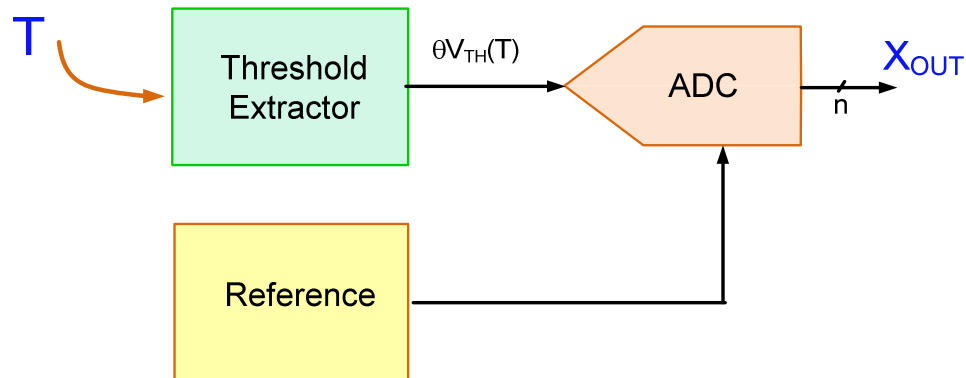 T
Threshold
Extractor
θV_TH(T)
ADC
X_OUT
n
Reference